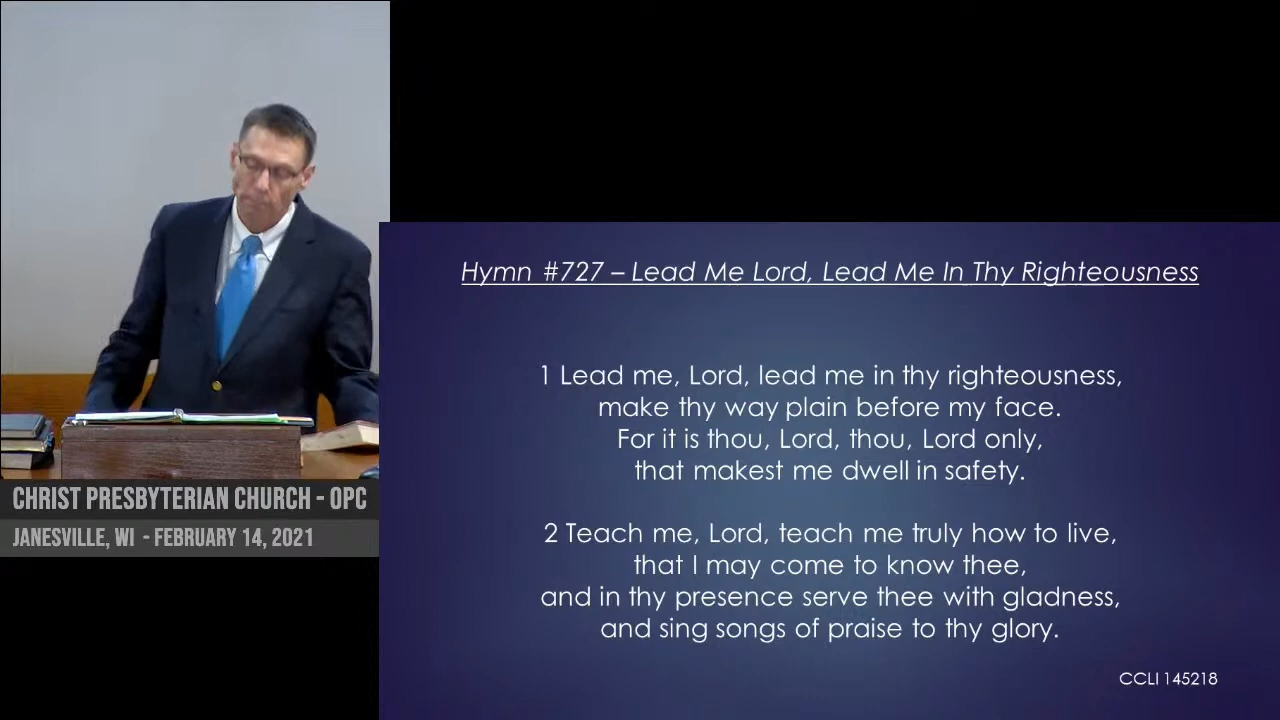 CHRIST PRESBYTERIAN CHURCH - OPC
JANESVILLE, WI - FEBRUARY 14, 2021
Hymn #727 – Lead Me Lord, Lead Me In Thy Righteousness
1 Lead me, Lord, lead me in thy righteousness,
make thy way plain before my face.
For it is thou, Lord, thou, Lord only,
that makest me dwell in safety.
2 Teach me, Lord, teach me truly how to live,
that I may come to know thee,
and in thy presence serve thee with gladness,
and sing songs of praise to thy glory.
CCLI 145218